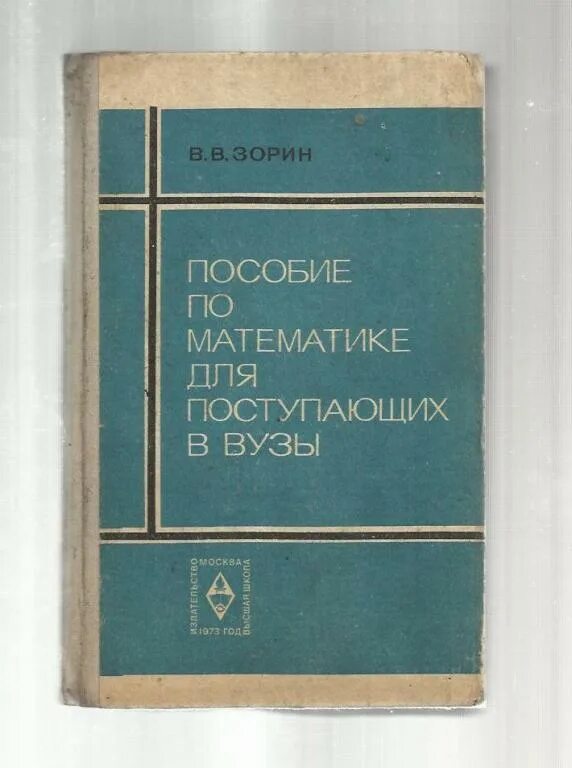 В. В. ЗОРИН
ПОСОБИЕ
ПО
МАТЕМАТИКЕ
ДЛЯ
ПОСТУПАЮЩИХ
В ВУЗЫ
ИЗДАТЕЛЬСТВО
МОСКВА
ВЫСШАЯ ШКОЛА
1973 ГОД